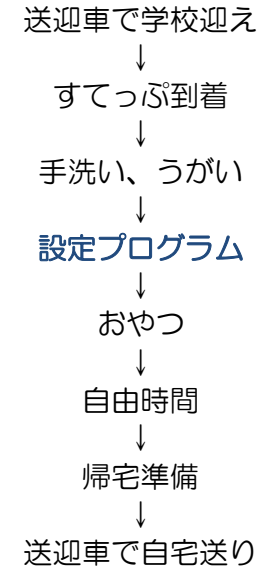 送迎車で学校迎え
↓
すてっぷ到着
↓
手洗い、うがい
↓
設定プログラム
↓
おやつ
↓
自由時間
↓
帰宅準備
↓
送迎車で自宅送り